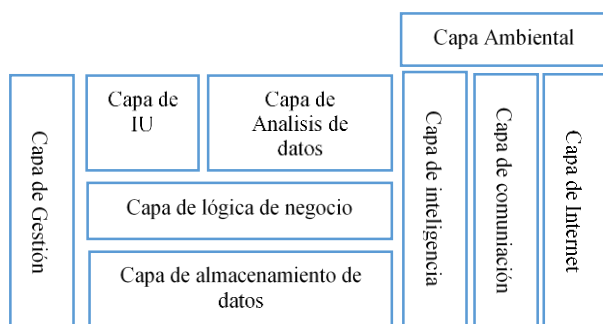 Capa Ambiental
Capa de Gestión
Capa de
IU
Capa de
Analisis de
datos
Capa de lógica de negocio
Capa de almacenamiento de
datos
Capa de inteligencia
Capa de comuniación
Capa de Internet